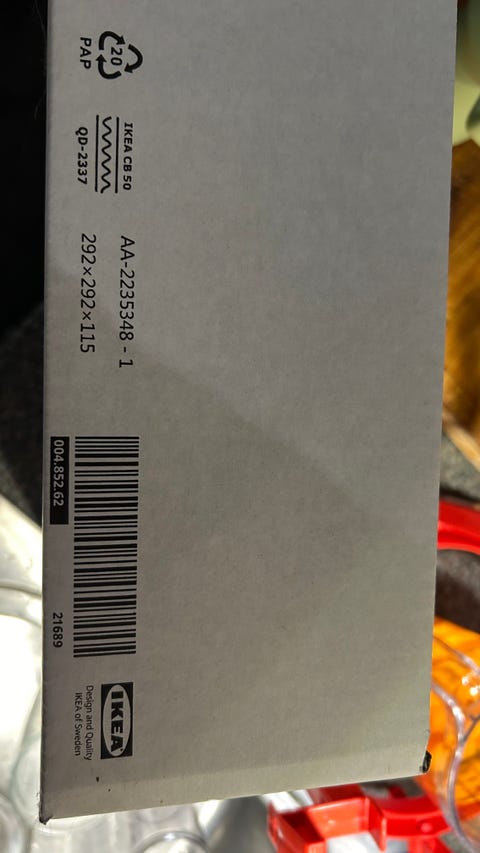 20
PAP
IKEA CB 50
QD-2337
AA-2235348 - 1
292×292×115
004.852.62
21689
IKEA
Design and Quality
IKEA of Sweden